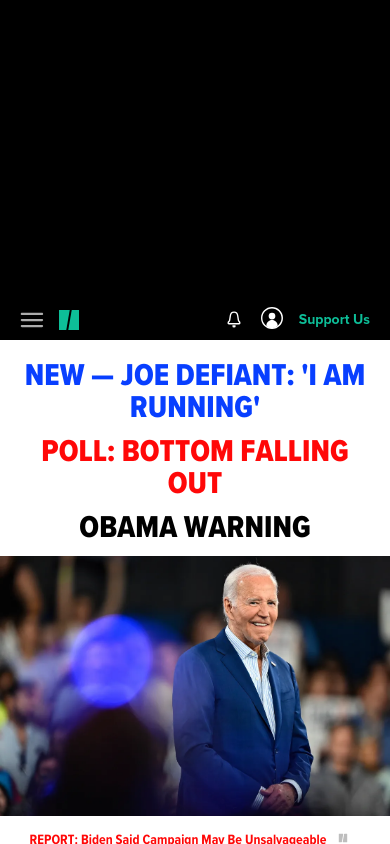 Support Us
NEW — JOE DEFIANT: 'I AM
RUNNING'
POLL: BOTTOM FALLING
OUT
OBAMA WARNING
REPORT: Biden Said Campaign May Be Unsalvageable